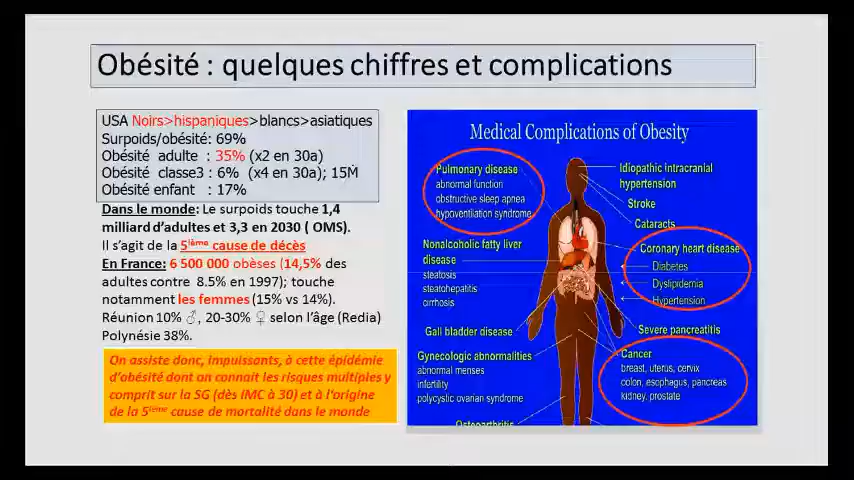 Obésité : quelques chiffres et complications
USA Noirs>hispaniques>blancs>asiatiques
Surpoids/obésité: 69%
Obésité adulte : 35% (x2 en 30a)
Obésité classe3 : 6% (x4 en 30a); 15M
Obésité enfant : 17%
Dans le monde: Le surpoids touche 1,4
milliard d'adultes et 3,3 en 2030 ( OMS).
Il s'agit de la 5ième cause de décès
En France: 6 500 000 obèses (14,5% des
adultes contre 8.5% en 1997); touche
notamment les femmes (15% vs 14%).
Réunion 10% ♂, 20-30% ♀ selon l'âge (Redia)
Polynésie 38%.
On assiste donc, impuissants, à cette épidémie
d'obésité dont on connait les risques multiples y
comprit sur la SG (dès IMC à 30) et à l'origine
de la 5ième cause de mortalité dans le monde
Medical Complications of Obesity
Pulmonary disease
abnormal function
obstructive sleep apnea
hypoventilation syndrome
Nonalcoholic fatty liver
disease
steatosis
steatohepatitis
cirrhosis
Gall bladder disease
Gynecologic abnormalities
abnormal menses
infertility
polycystic ovarian syndrome
Osteoarthritis
Idiopathic intracranial
hypertension
Stroke
Cataracts
Coronary heart disease
Diabetes
Dyslipidemia
Hypertension
Severe pancreatitis
Cancer
breast, uterus, cervix
colon, esophagus, pancreas
kidney, prostate